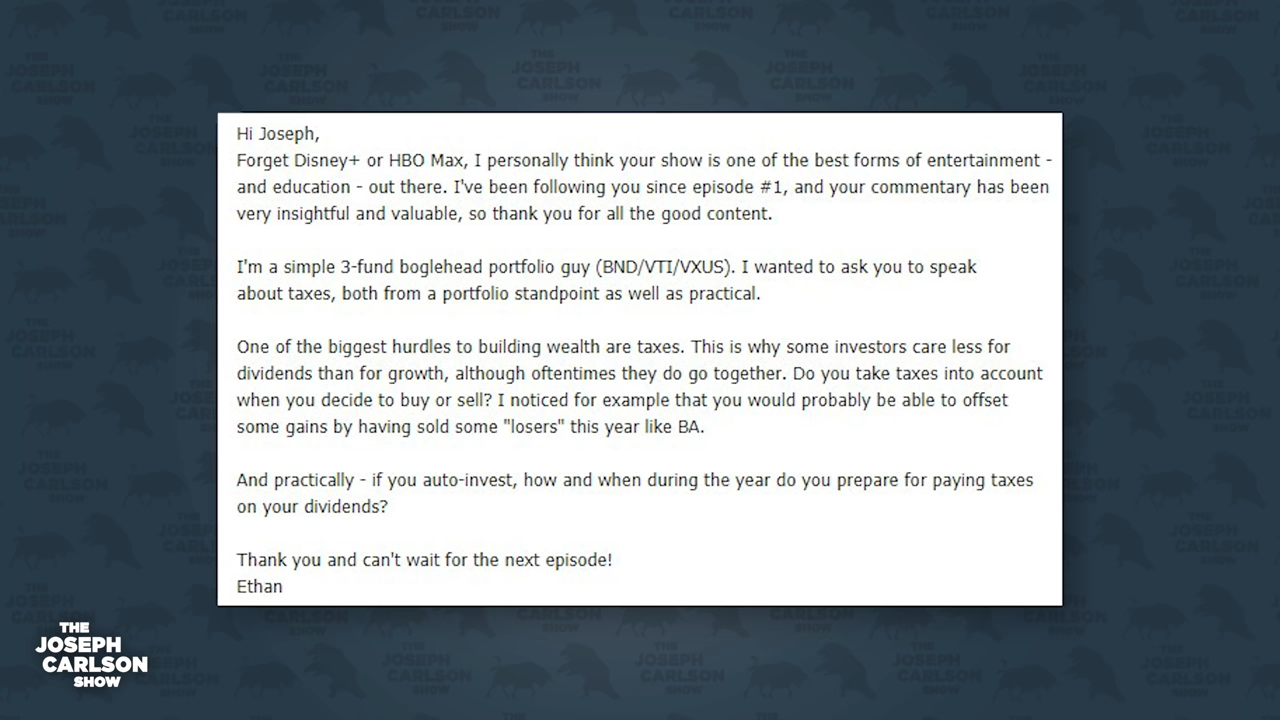 Hi Joseph,
Forget Disney+ or HBO Max, I personally think your show is one of the best forms of entertainment -
and education - out there. I've been following you since episode #1, and your commentary has been
very insightful and valuable, so thank you for all the good content.
I'm a simple 3-fund boglehead portfolio guy (BND/VTI/VXUS). I wanted to ask you to speak
about taxes, both from a portfolio standpoint as well as practical.
One of the biggest hurdles to building wealth are taxes. This is why some investors care less for
dividends than for growth, although oftentimes they do go together. Do you take taxes into account
when you decide to buy or sell? I noticed for example that you would probably be able to offset
some gains by having sold some "losers" this year like BA.
And practically - if you auto-invest, how and when during the year do you prepare for paying taxes
on your dividends?
Thank you and can't wait for the next episode!
Ethan
THE
JOSEPH
CARLSON
SHOW